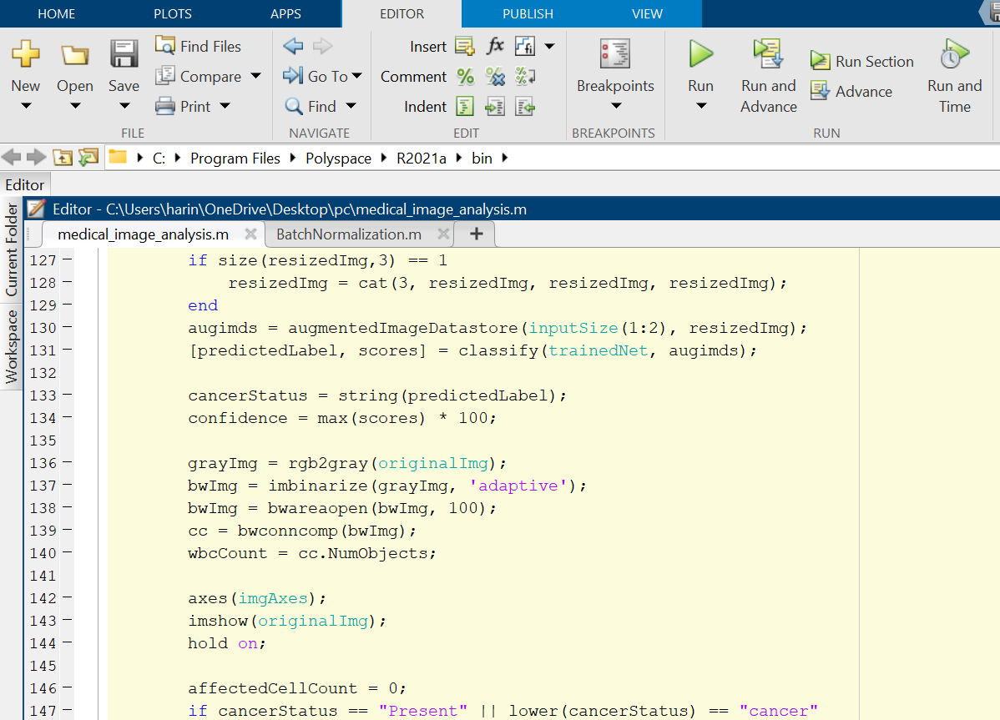 HOME PLOTS APPS EDITOR PUBLISH VIEW
New Open Save Find Files Compare Print
FILE
Go To Find
NAVIGATE
Insert fx fi
Comment % % %
Indent
EDIT
Breakpoints
BREAKPOINTS
Run Run and Advance Run Section Advance Run and Time
RUN
C: Program Files Polyspace R2021a bin
Editor
Current Folder
Workspace
Editor - C:\Users\harin\OneDrive\Desktop\pc\medical_image_analysis.m
medical_image_analysis.m BatchNormalization.m +
127 – if size(resizedImg,3) == 1
128 – resizedImg = cat(3, resizedImg, resizedImg, resizedImg);
129 – end
130 – augimds = augmentedImageDatastore(inputSize(1:2), resizedImg);
131 – [predictedLabel, scores] = classify(trainedNet, augimds);
132
133 – cancerStatus = string(predictedLabel);
134 – confidence = max(scores) * 100;
135
136 – grayImg = rgb2gray(originalImg);
137 – bwImg = imbinarize(grayImg, 'adaptive');
138 – bwImg = bwareaopen(bwImg, 100);
139 – cc = bwconncomp(bwImg);
140 – wbcCount = cc.NumObjects;
141
142 – axes(imgAxes);
143 – imshow(originalImg);
144 – hold on;
145
146 – affectedCellCount = 0;
147 – if cancerStatus == "Present" || lower(cancerStatus) == "cancer"